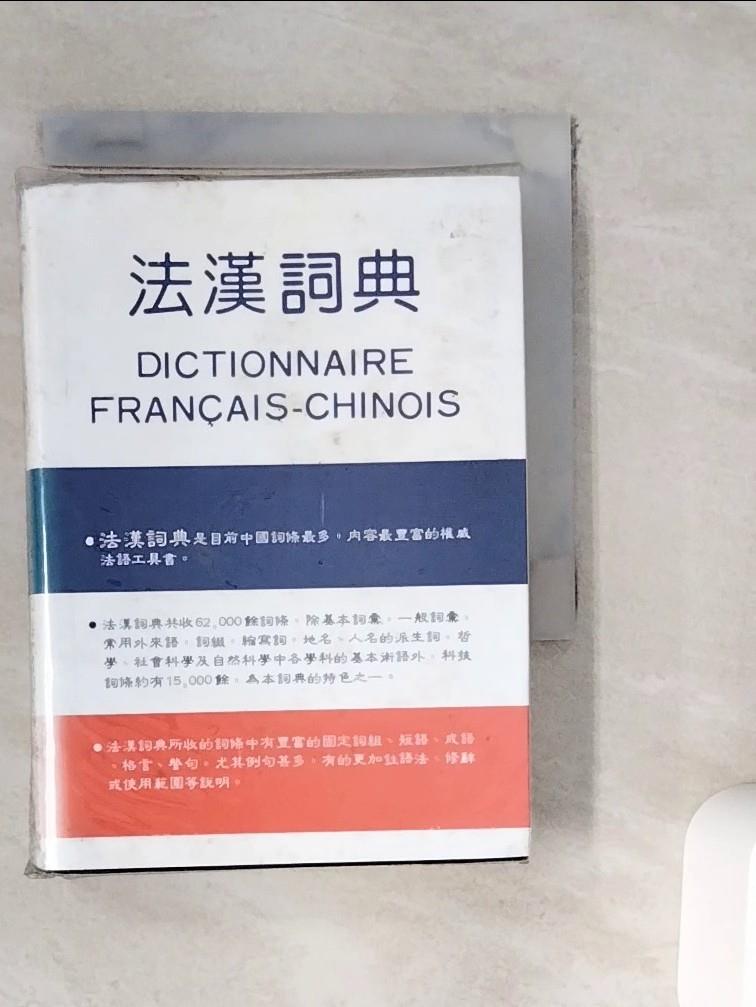 法漢詞典
DICTIONNAIRE
FRANÇAIS-CHINOIS
●法漢詞典是目前中國詞條最多，內容最豐富的權威
法語工具書。
●法漢詞典共收62,000餘詞條。除基本詞彙，一般詞彙，
常用外來語，詞綴，縮寫詞，地名、人名的派生詞，哲
學、社會科學及自然科學中各學科的基本術語外，科技
詞條約有15,000餘，為本詞典的特色之一。
●法漢詞典所收的詞條中有豐富的固定詞組、短語、成語
、格言、警句。尤其例句甚多，有的更加註語法、修辭
或使用範圍等說明。